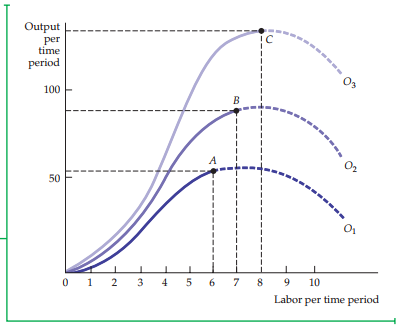 Output
per
time
period
C
O3
100
B
O2
A
50
O1
0 1 2 3 4 5 6 7 8 9 10
Labor per time period